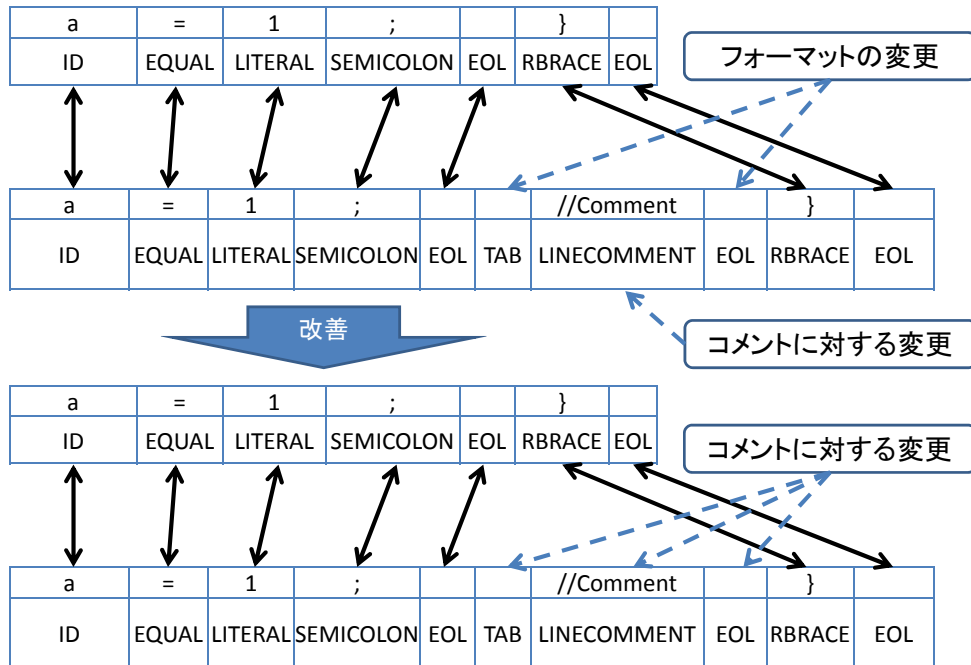 a = 1 ; }
ID EQUAL LITERAL SEMICOLON EOL RBRACE EOL
フォーマットの変更
a = 1 ; //Comment }
ID EQUAL LITERAL SEMICOLON EOL TAB LINECOMMENT EOL RBRACE EOL
改善
コメントに対する変更
a = 1 ; }
ID EQUAL LITERAL SEMICOLON EOL RBRACE EOL
コメントに対する変更
a = 1 ; //Comment }
ID EQUAL LITERAL SEMICOLON EOL TAB LINECOMMENT EOL RBRACE EOL